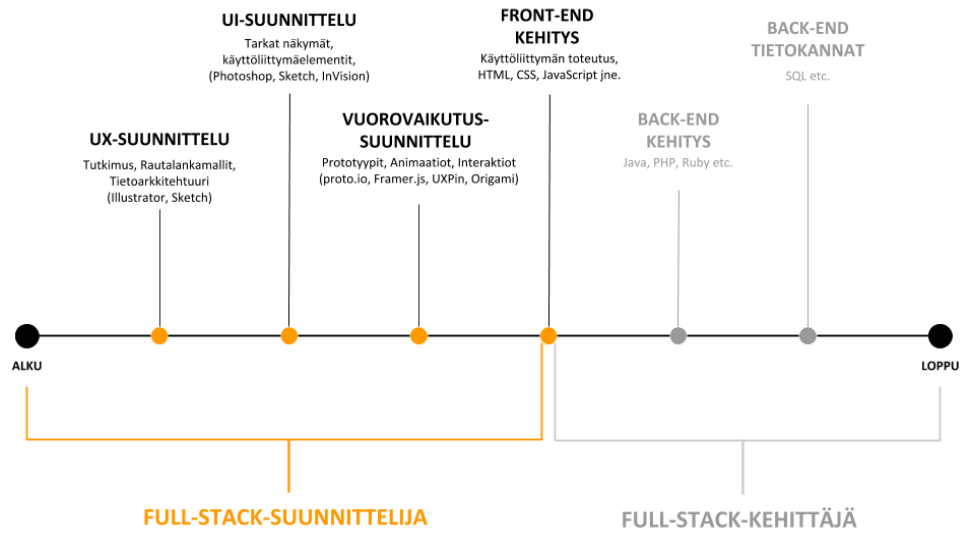 UX-SUUNNITTELU
Tutkimus, Rautalankamallit,
Tietoarkkitehtuuri
(Illustrator, Sketch)
UI-SUUNNITTELU
Tarkat näkymät,
käyttöliittymäelementit,
(Photoshop, Sketch, InVision)
VUOROVAIKUTUS-
SUUNNITTELU
Prototyypit, Animaatiot, Interaktiot
(proto.io, Framer.js, UXPin, Origami)
FRONT-END
KEHITYS
Käyttöliittymän toteutus,
HTML, CSS, JavaScript jne.
BACK-END
KEHITYS
Java, PHP, Ruby etc.
BACK-END
TIETOKANNAT
SQL etc.
ALKU
LOPPU
FULL-STACK-SUUNNITTELIJA
FULL-STACK-KEHITTÄJÄ